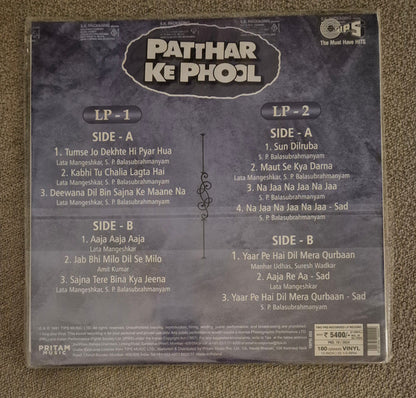 TIPS
The Must Have HITS
PATTHAR
KE PHOOL
LP - 1
SIDE - A
1. Tumse Jo Dekhte Hi Pyar Hua
Lata Mangeshkar, S. P. Balasubrahmanyam
2. Kabhi Tu Chalia Lagta Hai
Lata Mangeshkar, S. P. Balasubrahmanyam
3. Deewana Dil Bin Sajna Ke Maane Na
Lata Mangeshkar, S. P. Balasubrahmanyam
SIDE - B
1. Aaja Aaja Aaja
Lata Mangeshkar
2. Jab Bhi Milo Dil Se Milo
Amit Kumar
3. Sajna Tere Bina Kya Jeena
Lata Mangeshkar, S. P. Balasubrahmanyam
LP - 2
SIDE - A
1. Sun Dilruba
Lata Mangeshkar, S. P. Balasubrahmanyam
2. Maut Se Kya Darna
Lata Mangeshkar, S. P. Balasubrahmanyam
3. Na Jaa Na Jaa Na Jaa
S. P. Balasubrahmanyam
4. Na Jaa Na Jaa Na Jaa - Sad
S. P. Balasubrahmanyam
SIDE - B
1. Yaar Pe Hai Dil Mera Qurbaan
Manhar Udhas, Suresh Wadkar
2. Aaja Re Aa - Sad
Lata Mangeshkar
3. Yaar Pe Hai Dil Mera Qurbaan - Sad
S. P. Balasubrahmanyam
PRITAM
MUSIC
5400/-
180 VINYL